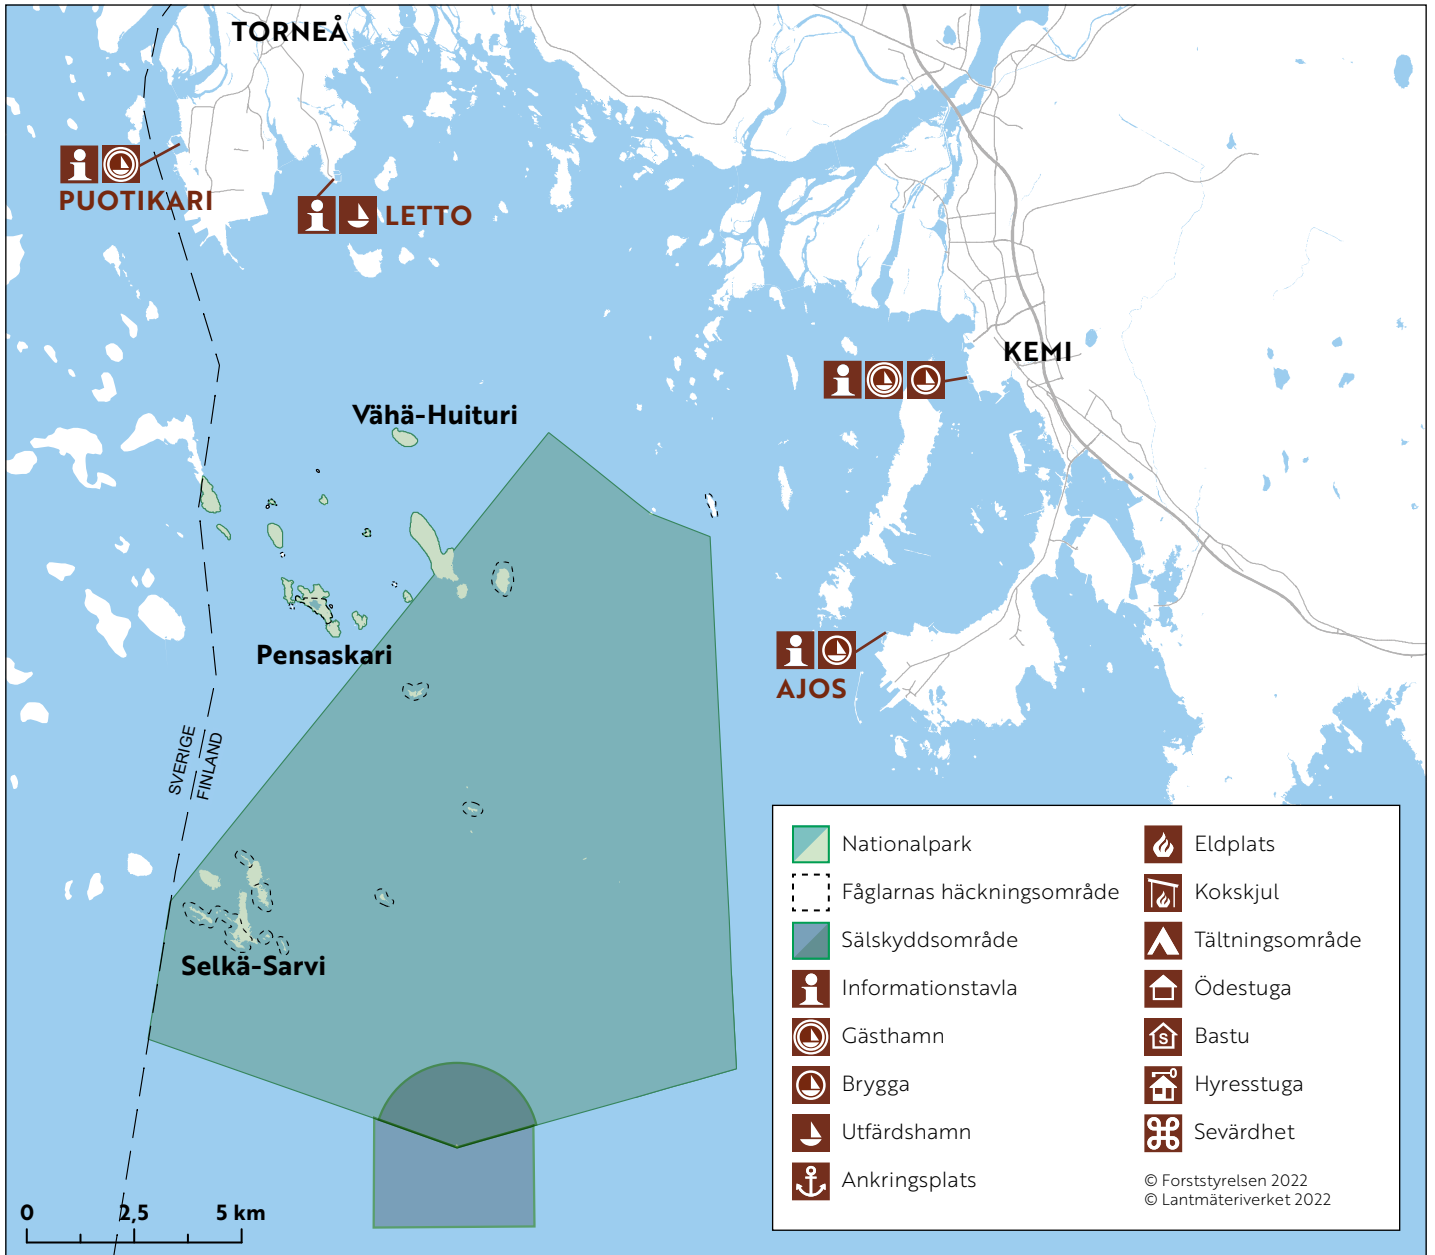 TORNEÅ
PUOTIKARI
LETTO
KEMI
Vähä-Huituri
Pensaskari
AJOS
SVERIGE
FINLAND
Selkä-Sarvi
Nationalpark
Fåglarnas häckningsområde
Sälskyddsområde
Informationstavla
Gästhamn
Brygga
Utfärdshamn
Ankringsplats
Eldplats
Kokskjul
Tältningsområde
Ödestuga
S Bastu
Hyresstuga
Sevärdhet
© Forststyrelsen 2022
© Lantmäteriverket 2022
0 2,5 5 km